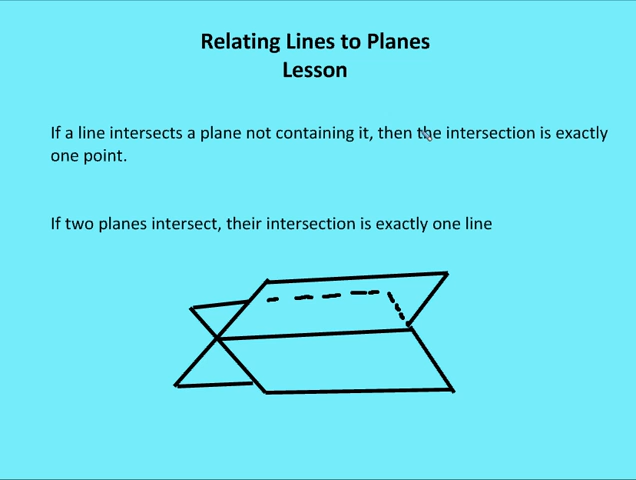 Relating Lines to Planes
Lesson
If a line intersects a plane not containing it, then the intersection is exactly
one point.
If two planes intersect, their intersection is exactly one line